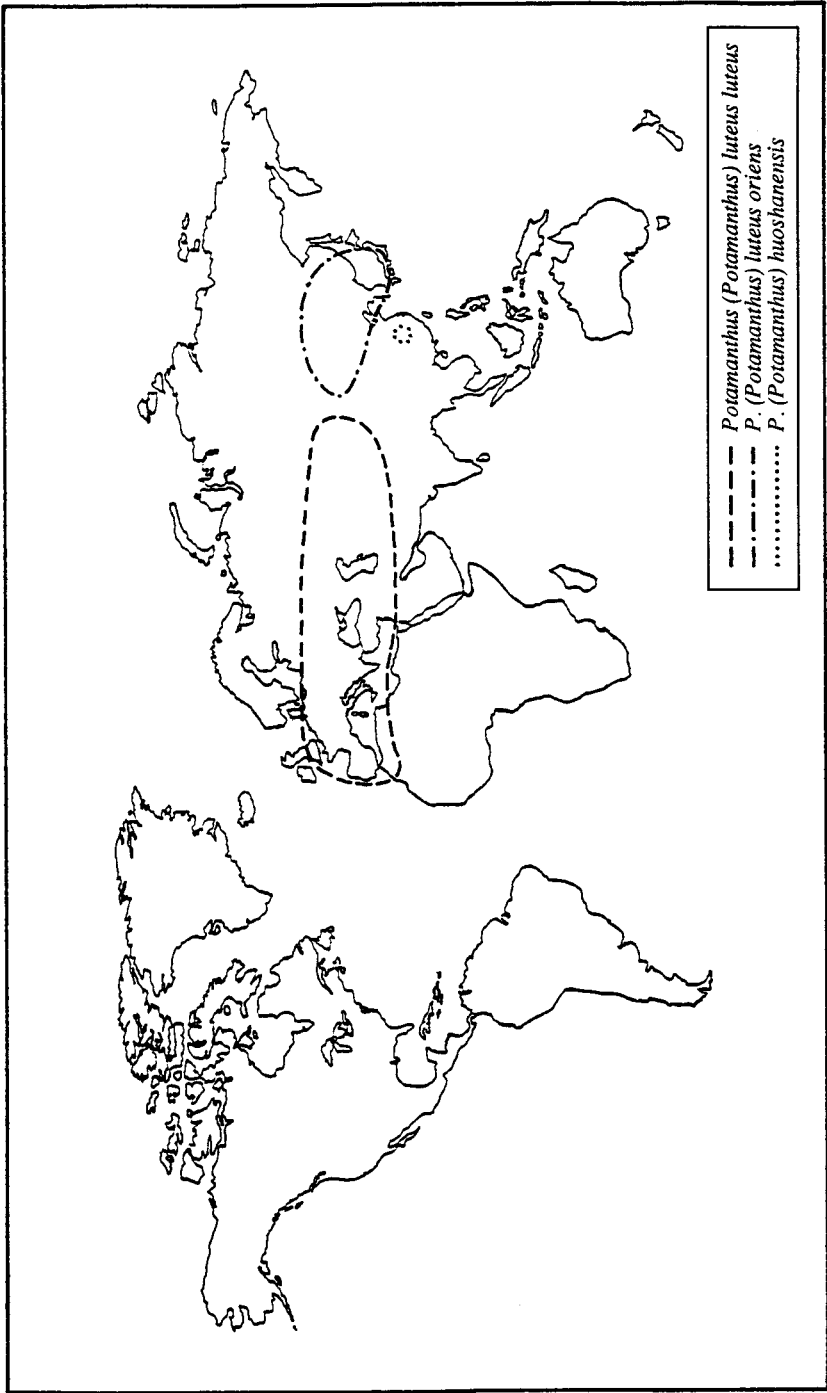 Potamanthus (Potamanthus) luteus luteus
P. (Potamanthus) luteus oriens
P. (Potamanthus) huoshanensis